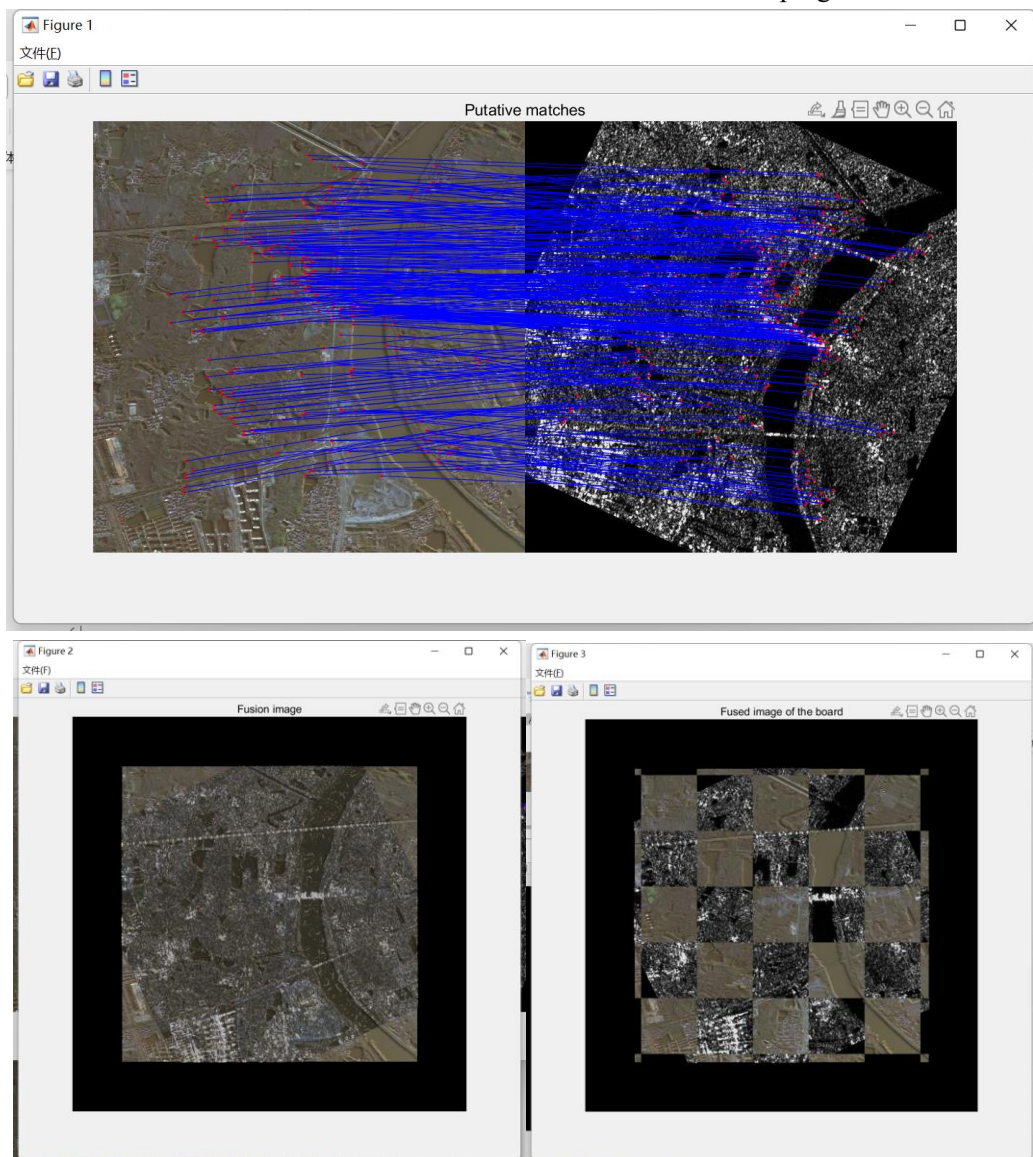 Figure 1
文件(F)
Putative matches
Figure 2
文件(F)
Fusion image
Figure 3
文件(F)
Fused image of the board